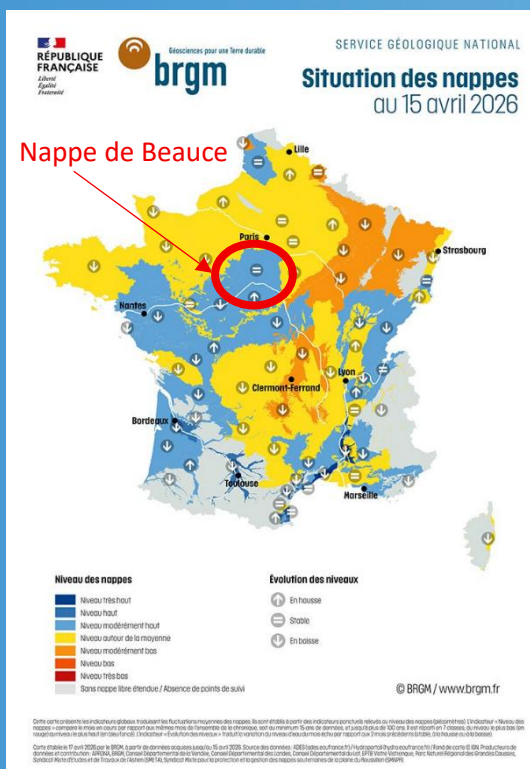 RÉPUBLIQUE
FRANÇAISE
Liberté
Égalité
Fraternité
Géosciences pour une Terre durable
brgm
SERVICE GÉOLOGIQUE NATIONAL
Situation des nappes
au 15 avril 2026
Nappe de Beauce
Lille
Paris
Strasbourg
Nantes
Clermont-Ferrand
Lyon
Bordeaux
Toulouse
Marseille
Niveau des nappes
Niveau très haut
Niveau haut
Niveau modérément haut
Niveau autour de la moyenne
Niveau modérément bas
Niveau bas
Niveau très bas
Sans nappe libre étendue / Absence de points de suivi
Évolution des niveaux
En hausse
Stable
En baisse
© BRGM / www.brgm.fr